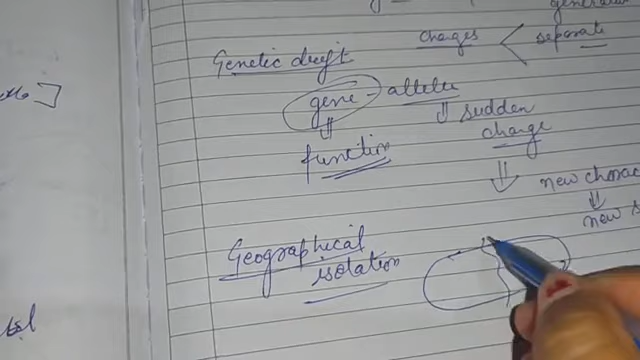 changes
separate
Genetic drift
gene - allele
sudden
change
function
new charac
new s
Geographical
isolation